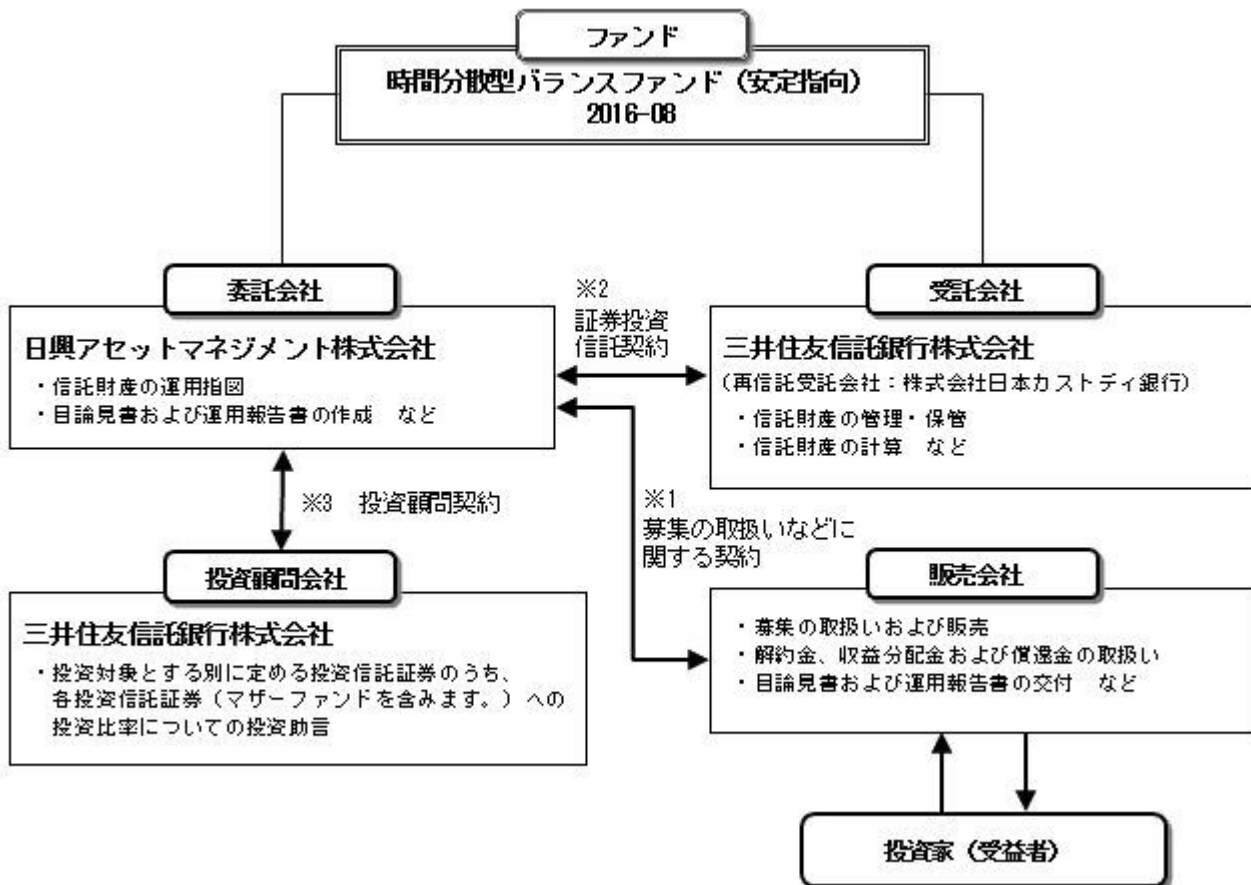 ファンド
時間分散型バランスファンド（安定指向）
2016-08
委託会社
日興アセットマネジメント株式会社
・信託財産の運用指図
・目論見書および運用報告書の作成　など
※2
証券投資
信託契約
受託会社
三井住友信託銀行株式会社
（再信託受託会社：株式会社日本カストディ銀行）
・信託財産の管理・保管
・信託財産の計算　など
※3　投資顧問契約
※1
募集の取扱いなどに
関する契約
投資顧問会社
三井住友信託銀行株式会社
・投資対象とする別に定める投資信託証券のうち、
各投資信託証券（マザーファンドを含みます。）への
投資比率についての投資助言
販売会社
・募集の取扱いおよび販売
・解約金、収益分配金および償還金の取扱い
・目論見書および運用報告書の交付　など
投資家（受益者）